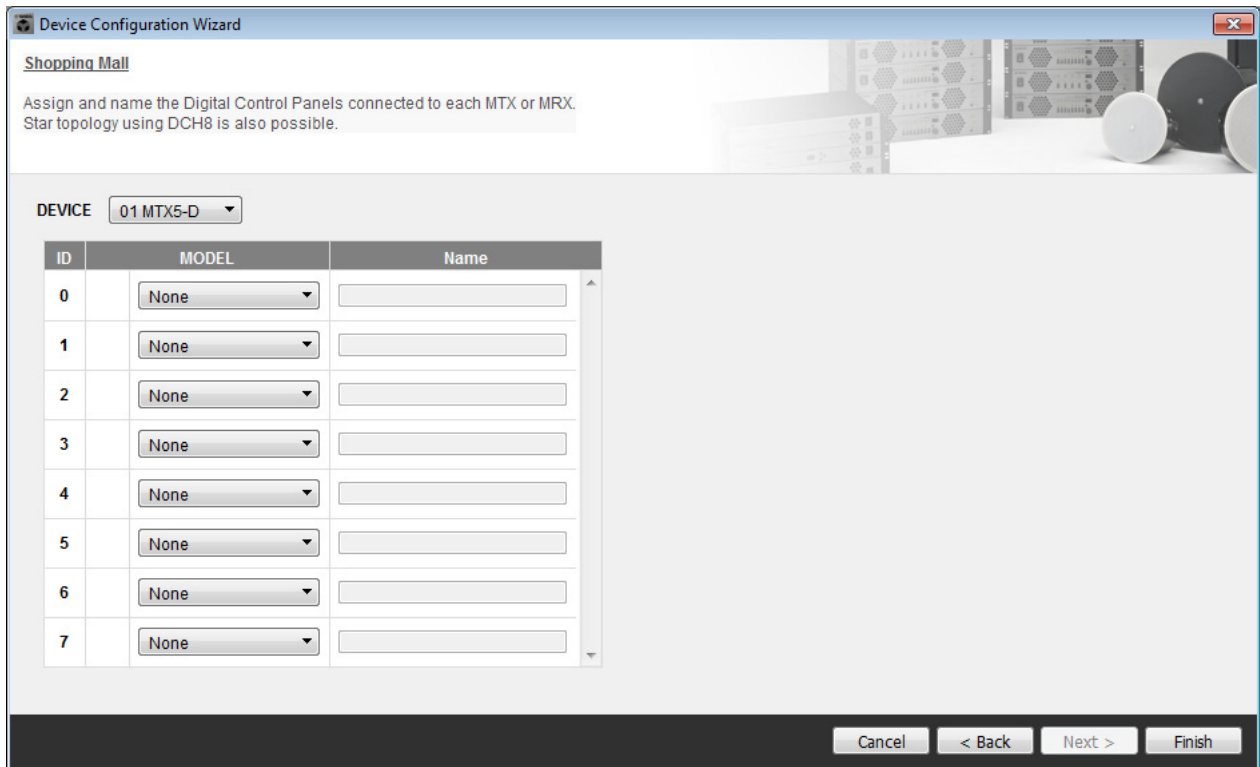 Device Configuration Wizard
Shopping Mall
Assign and name the Digital Control Panels connected to each MTX or MRX.
Star topology using DCH8 is also possible.
DEVICE 01 MTX5-D
ID MODEL Name
0 None
1 None
2 None
3 None
4 None
5 None
6 None
7 None
Cancel < Back Next > Finish